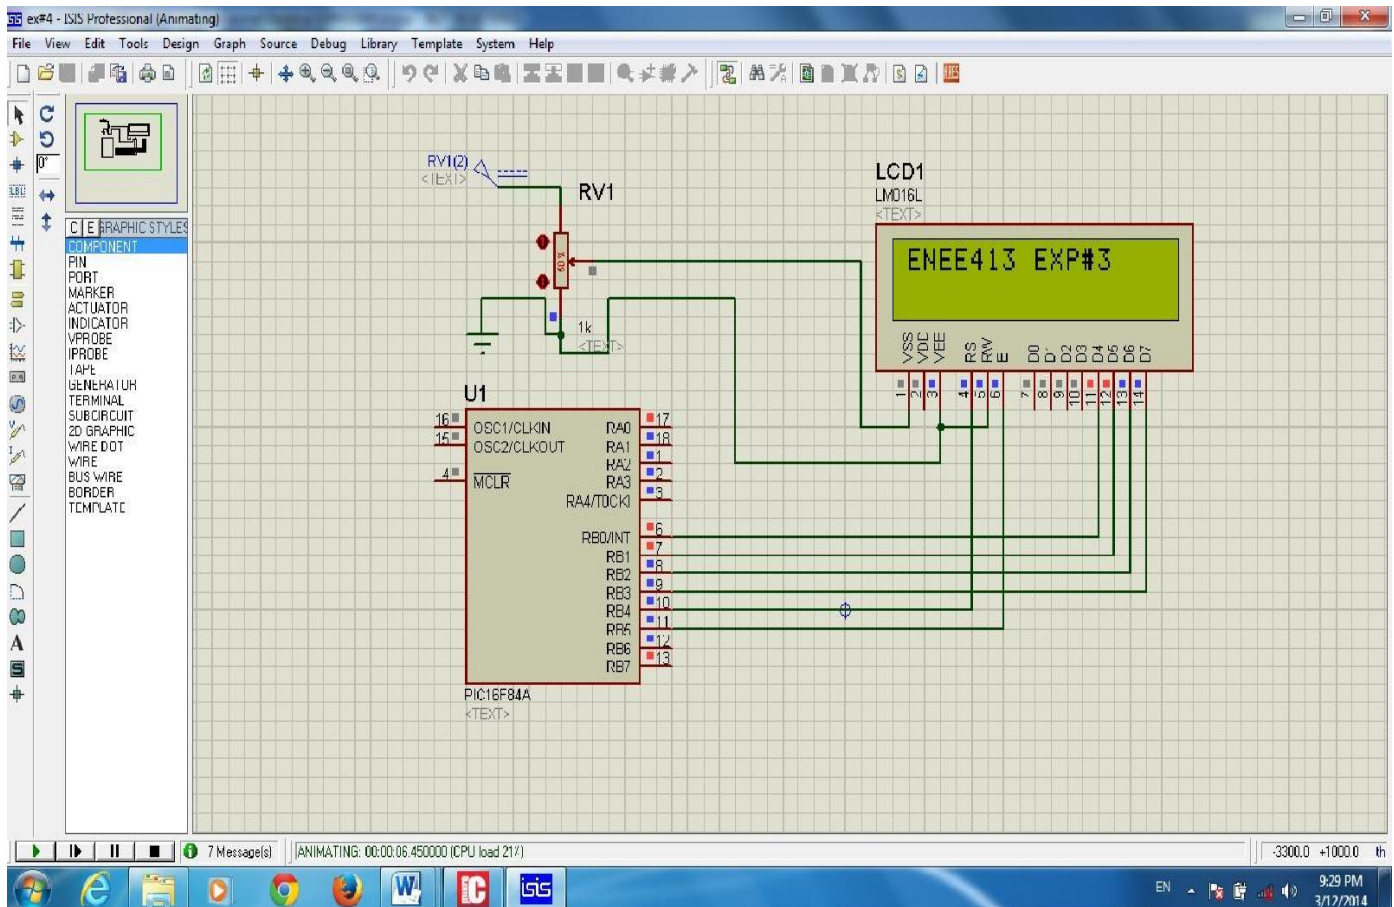 ex#4 - ISIS Professional (Animating)
File View Edit Tools Design Graph Source Debug Library Template System Help
0°
C E GRAPHIC STYLES
COMPONENT
PIN
PORT
MARKER
ACTUATOR
INDICATOR
VPROBE
IPROBE
TAPE
GENERATOR
TERMINAL
SUBCIRCUIT
2D GRAPHIC
WIRE DOT
WIRE
BUS WIRE
BORDER
TEMPLATE
RV1(2)
<TEXT>
RV1
50 %
1k
<TEXT>
LCD1
LM016L
<TEXT>
ENEE413 EXP#3
VSS VDD VEE RS RW E D0 D1 D2 D3 D4 D5 D6 D7
1 2 3 4 5 6 7 8 9 10 11 12 13 14
U1
16 OSC1/CLKIN RA0 17
15 OSC2/CLKOUT RA1 18
RA2 1
4 MCLR RA3 2
RA4/T0CKI 3
RB0/INT 6
RB1 7
RB2 8
RB3 9
RB4 10
RB5 11
RB6 12
RB7 13
PIC16F84A
<TEXT>
7 Message(s) ANIMATING: 00:00:06.450000 (CPU load 21%) -3300.0 +1000.0 th
W IC isis EN 9:29 PM
3/12/2014